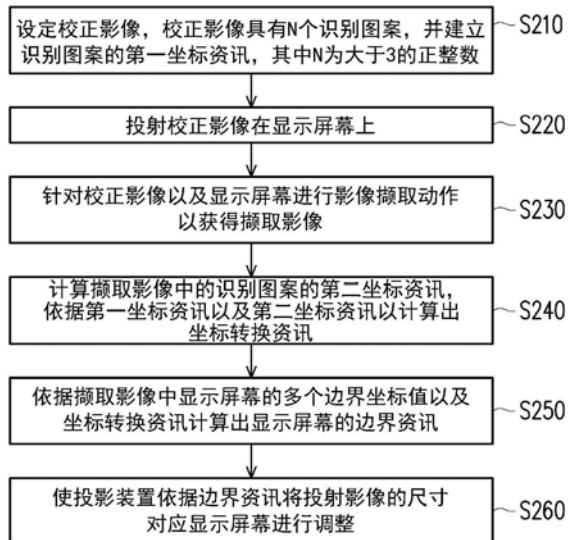 设定校正影像，校正影像具有N个识别图案，并建立
识别图案的第一坐标资讯，其中N为大于3的正整数
S210
投射校正影像在显示屏幕上
S220
针对校正影像以及显示屏幕进行影像撷取动作
以获得撷取影像
S230
计算撷取影像中的识别图案的第二坐标资讯，
依据第一坐标资讯以及第二坐标资讯以计算出
坐标转换资讯
S240
依据撷取影像中显示屏幕的多个边界坐标值以及
坐标转换资讯计算出显示屏幕的边界资讯
S250
使投影装置依据边界资讯将投射影像的尺寸
对应显示屏幕进行调整
S260